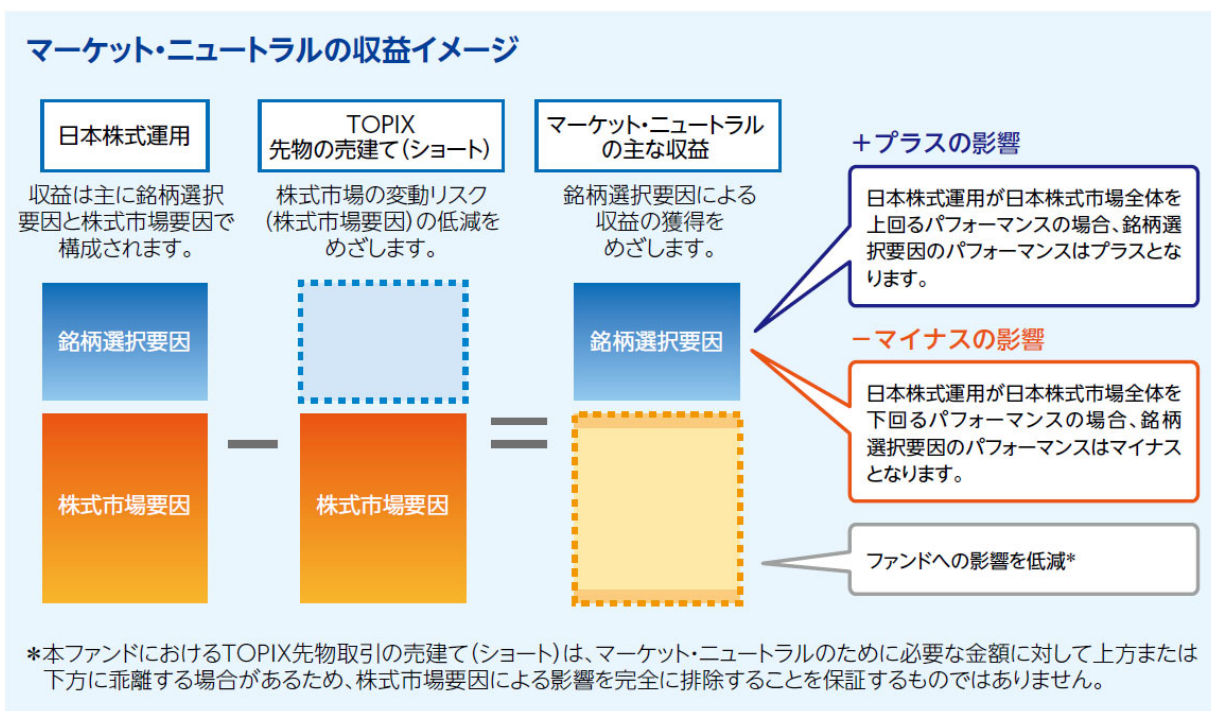 マーケット・ニュートラルの収益イメージ
日本株式運用
収益は主に銘柄選択
要因と株式市場要因で
構成されます。
銘柄選択要因
株式市場要因
TOPIX
先物の売建て（ショート）
株式市場の変動リスク
（株式市場要因）の低減を
めざします。
株式市場要因
マーケット・ニュートラル
の主な収益
銘柄選択要因による
収益の獲得を
めざします。
銘柄選択要因
＋プラスの影響
日本株式運用が日本株式市場全体を
上回るパフォーマンスの場合、銘柄選
択要因のパフォーマンスはプラスとな
ります。
－マイナスの影響
日本株式運用が日本株式市場全体を
下回るパフォーマンスの場合、銘柄
選択要因のパフォーマンスはマイナス
となります。
ファンドへの影響を低減*
*本ファンドにおけるTOPIX先物取引の売建て（ショート）は、マーケット・ニュートラルのために必要な金額に対して上方または
下方に乖離する場合があるため、株式市場要因による影響を完全に排除することを保証するものではありません。